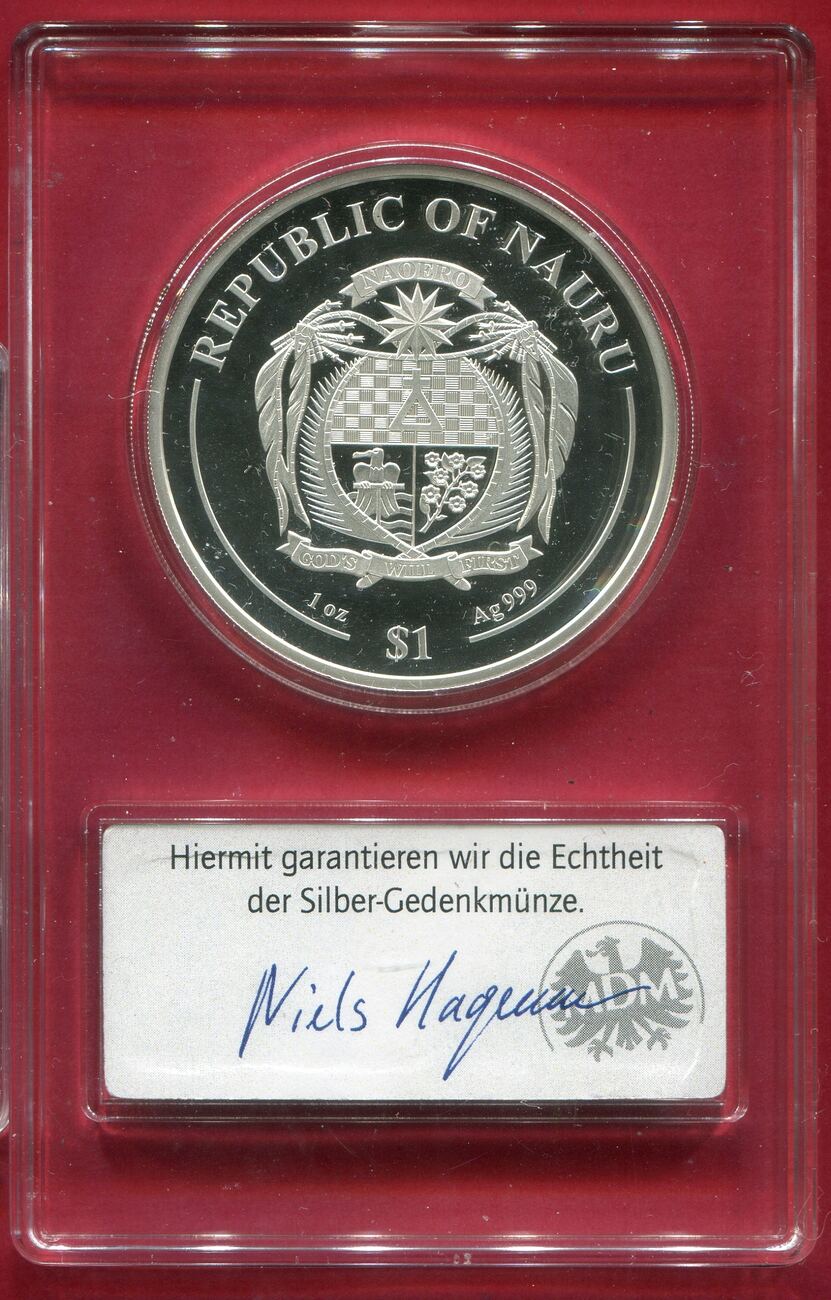 REPUBLIC OF NAURU
NAOERO
GOD'S WILL FIRST
1 oz Ag 999
$1
Hiermit garantieren wir die Echtheit
der Silber-Gedenkmünze.
Niels
ADM